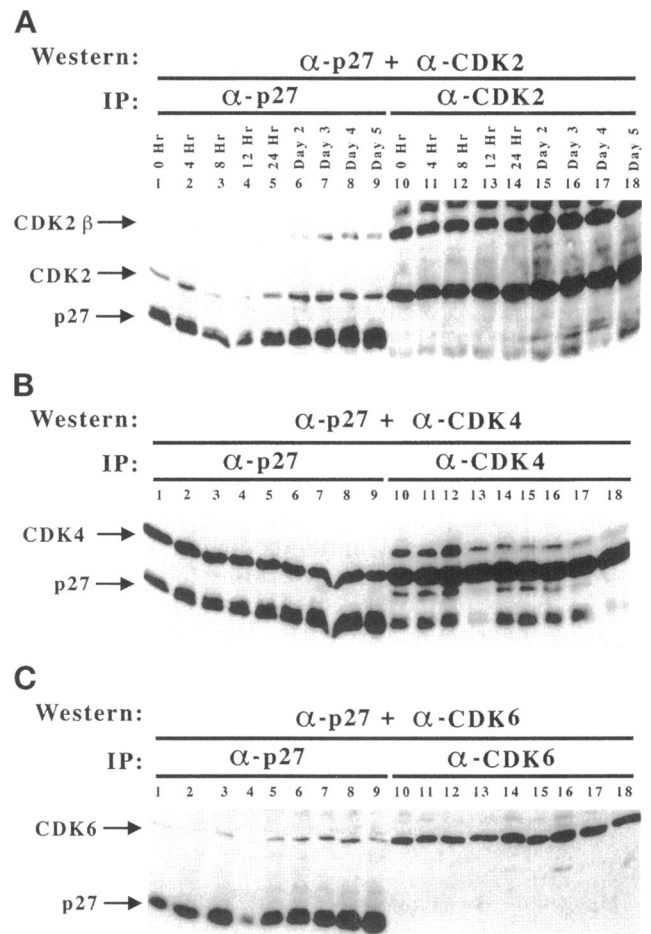 A
Western: α-p27 + α-CDK2
IP: α-p27 α-CDK2
0 Hr 4 Hr 8 Hr 12 Hr 24 Hr Day 2 Day 3 Day 4 Day 5 0 Hr 4 Hr 8 Hr 12 Hr 24 Hr Day 2 Day 3 Day 4 Day 5
1 2 3 4 5 6 7 8 9 10 11 12 13 14 15 16 17 18
CDK2 β
CDK2
p27
B
Western: α-p27 + α-CDK4
IP: α-p27 α-CDK4
1 2 3 4 5 6 7 8 9 10 11 12 13 14 15 16 17 18
CDK4
p27
C
Western: α-p27 + α-CDK6
IP: α-p27 α-CDK6
1 2 3 4 5 6 7 8 9 10 11 12 13 14 15 16 17 18
CDK6
p27